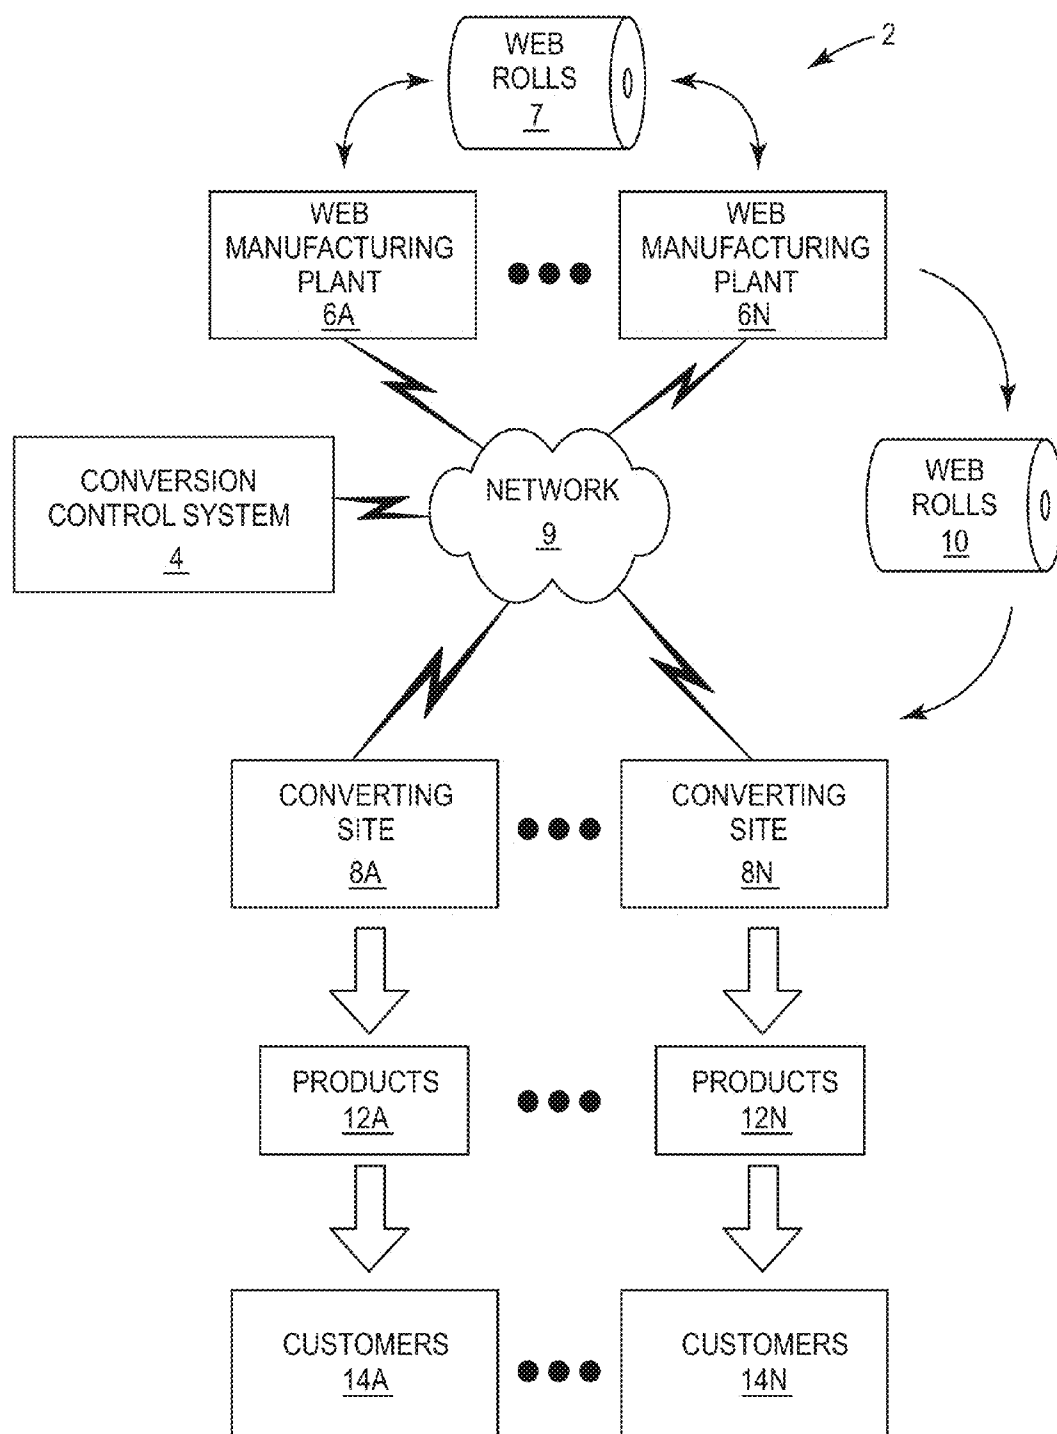 2
WEB
ROLLS
7
WEB
MANUFACTURING
PLANT
6A
WEB
MANUFACTURING
PLANT
6N
CONVERSION
CONTROL SYSTEM
4
NETWORK
9
WEB
ROLLS
10
CONVERTING
SITE
8A
CONVERTING
SITE
8N
PRODUCTS
12A
PRODUCTS
12N
CUSTOMERS
14A
CUSTOMERS
14N